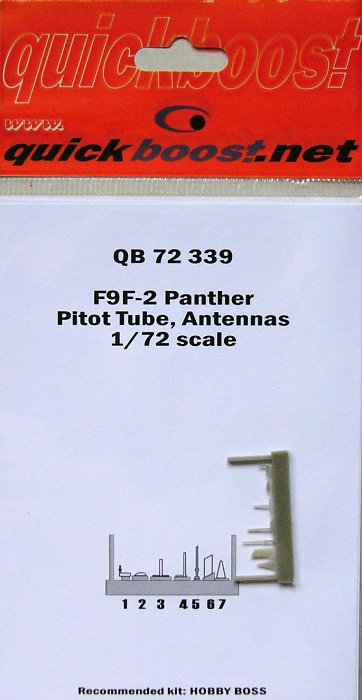 quickboost
www.
quickboost.net
QB 72 339
F9F-2 Panther
Pitot Tube, Antennas
1/72 scale
1 2 3 4 5 6 7
Recommended kit: HOBBY BOSS